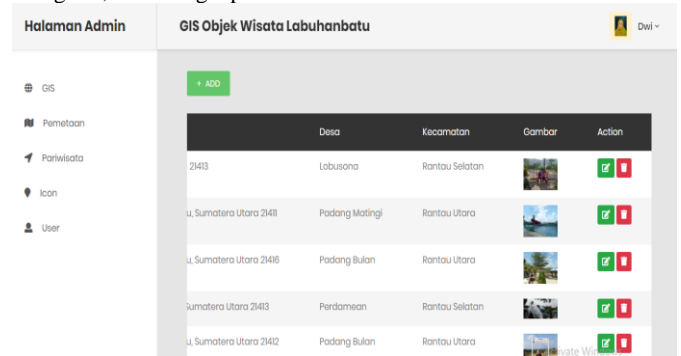 Halaman Admin
GIS Objek Wisata Labuhanbatu
Dwi
GIS
Pemetaan
Pariwisata
Icon
User
+ ADD
Desa Kecamatan Gambar Action
21413 Lobusona Rantau Selatan
u, Sumatera Utara 21411 Padang Matingi Rantau Utara
u, Sumatera Utara 21416 Padang Bulan Rantau Utara
Sumatera Utara 21413 Perdamean Rantau Selatan
u, Sumatera Utara 21412 Padang Bulan Rantau Utara